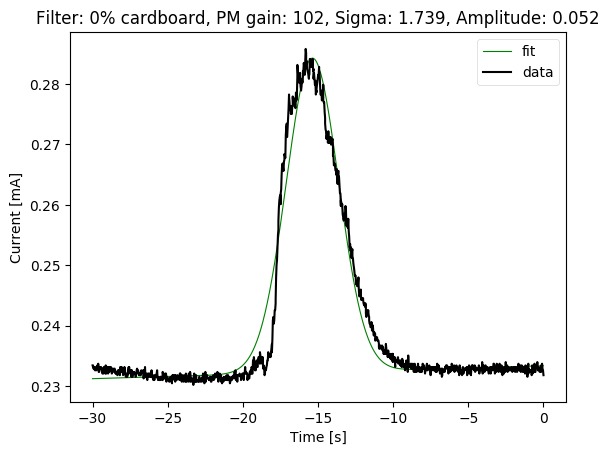 Filter: 0% cardboard, PM gain: 102, Sigma: 1.739, Amplitude: 0.052
fit
data
0.28
0.27
0.26
0.25
0.24
0.23
Current [mA]
−30
−25
−20
−15
−10
−5
0
Time [s]